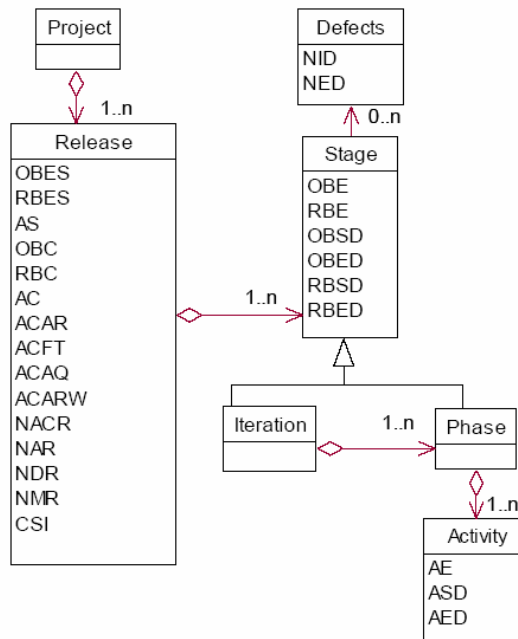 Project
1..n
Release
OBES
RBES
AS
OBC
RBC
AC
ACAR
ACFT
ACAQ
ACARW
NACR
NAR
NDR
NMR
CSI
Defects
NID
NED
0..n
Stage
OBE
RBE
OBSD
OBED
RBSD
RBED
1..n
Iteration
1..n
Phase
1..n
Activity
AE
ASD
AED